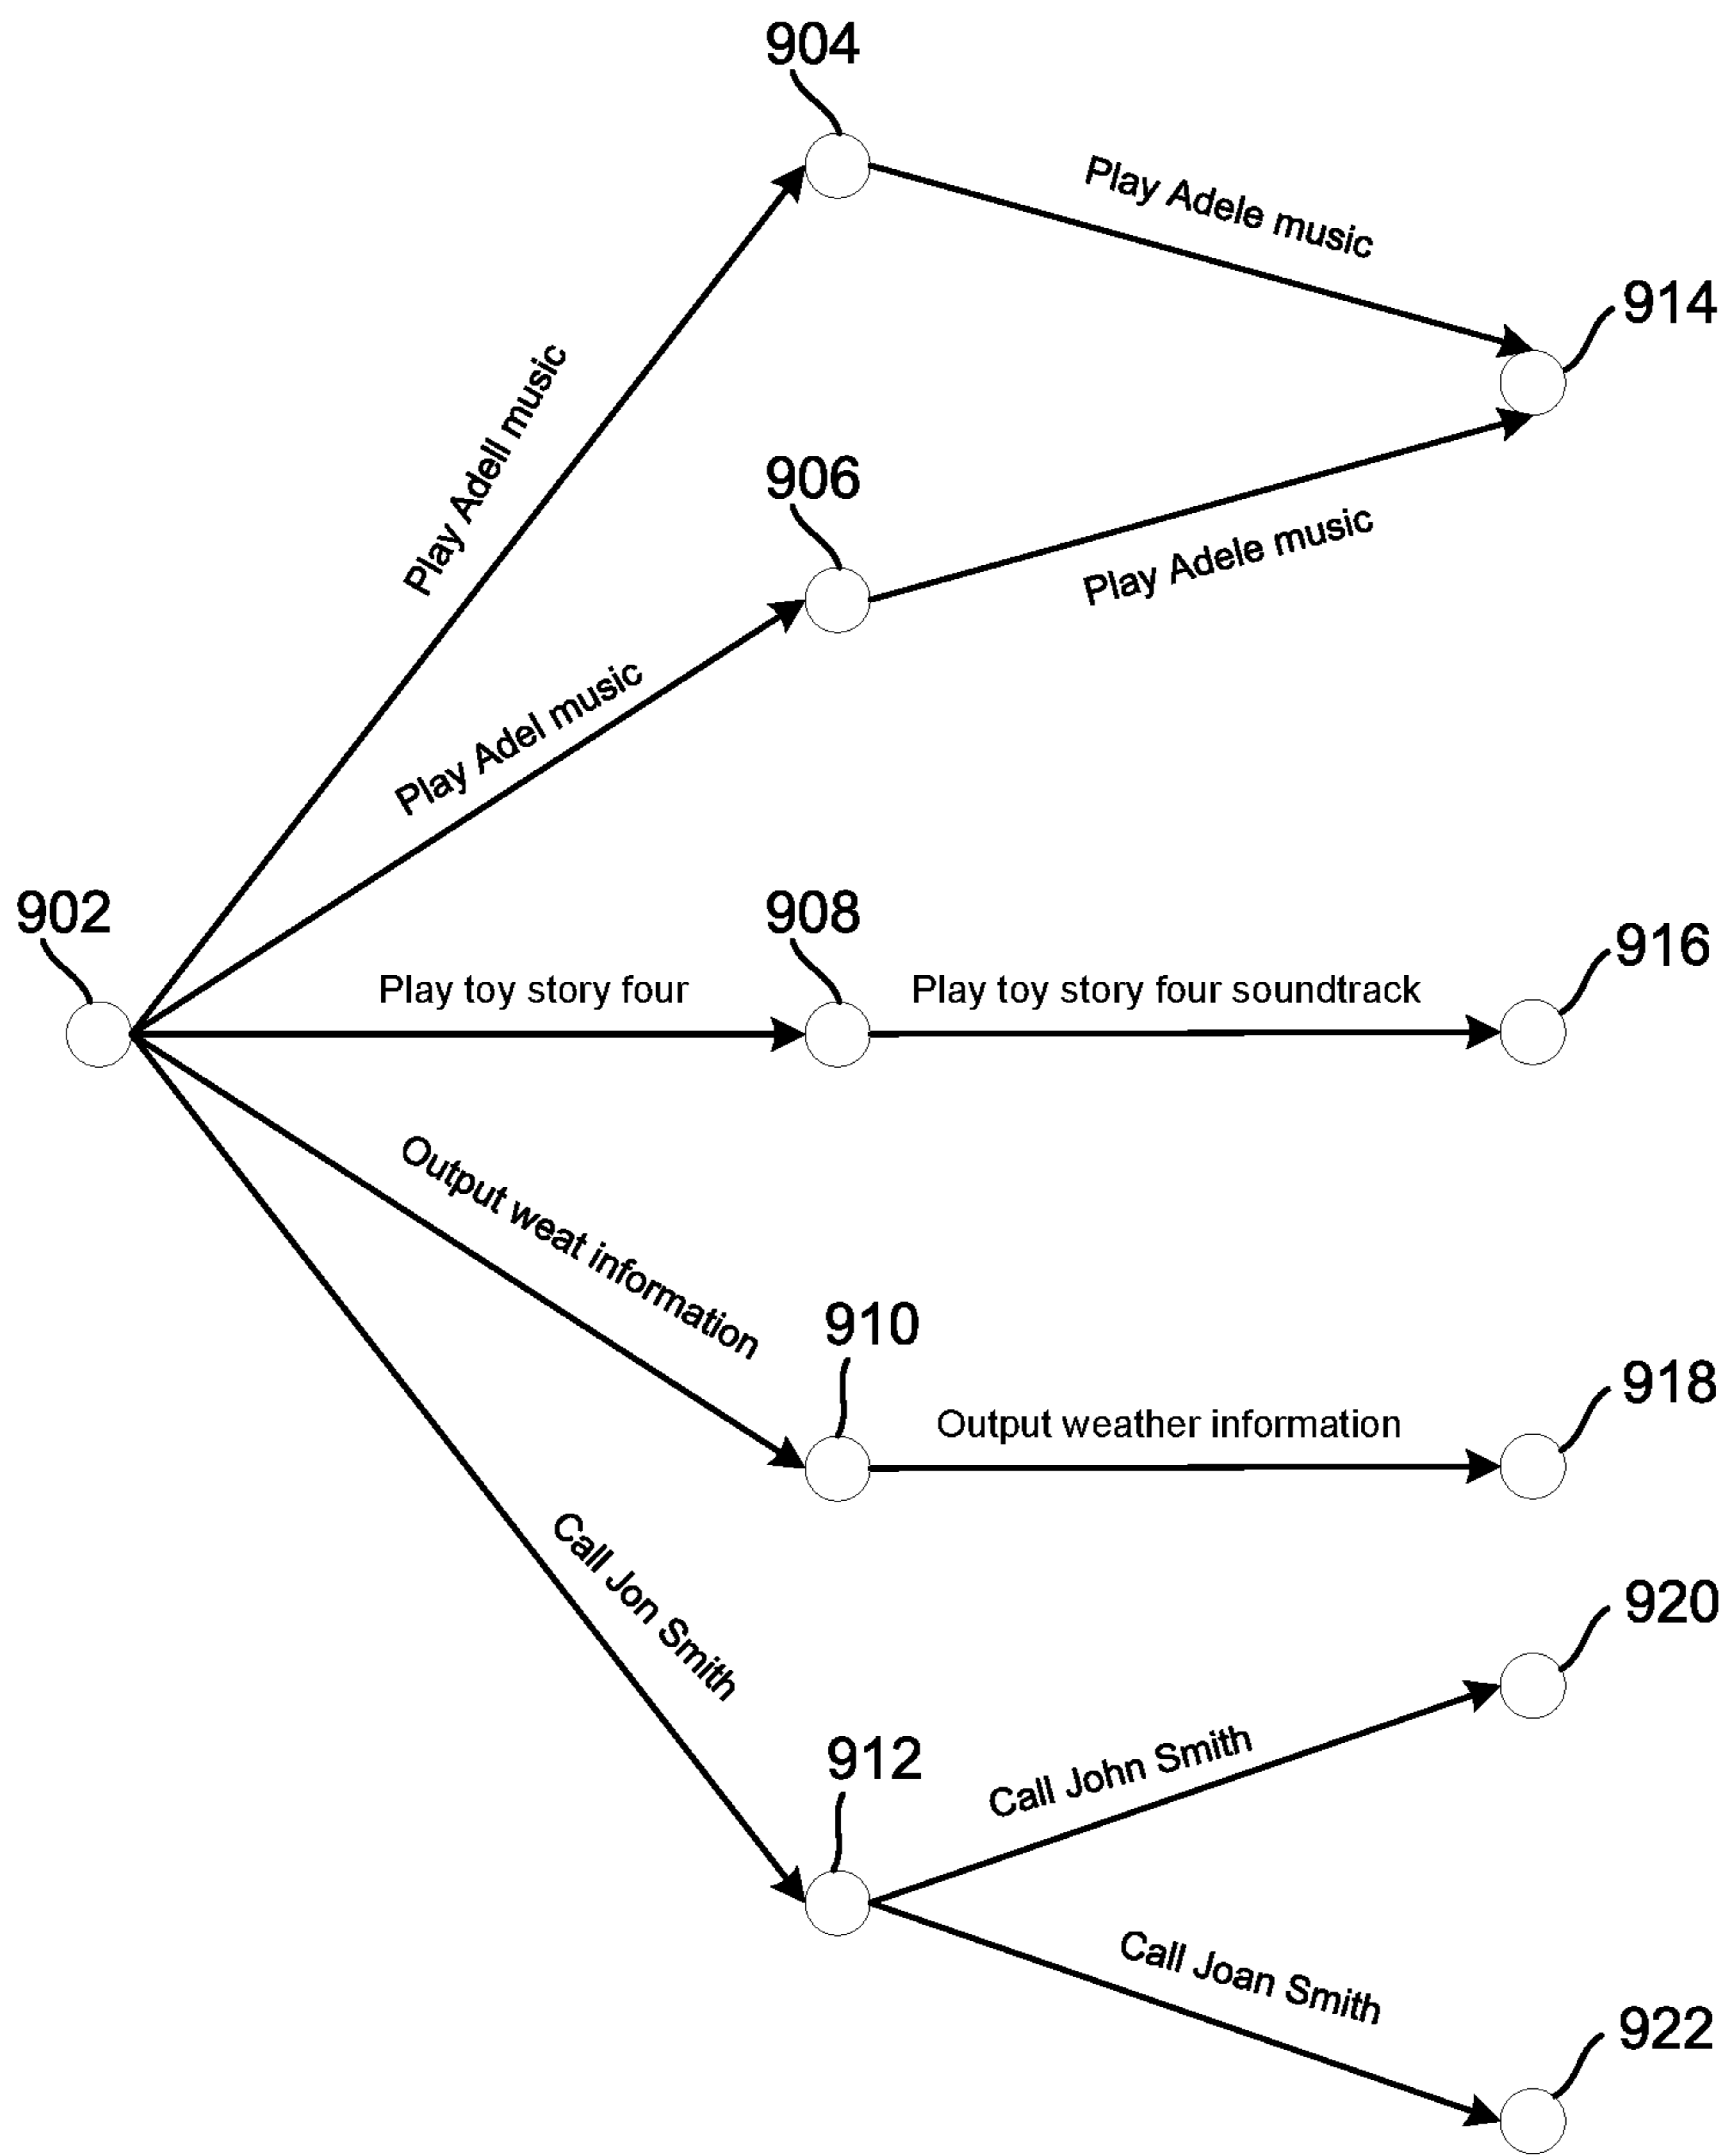 904
Play Adele music
914
Play Adell music
906
Play Adele music
Play Adel music
902
908
916
Play toy story four
Play toy story four soundtrack
Output weat information
910
918
Output weather information
Call Jon Smith
920
912
Call John Smith
Call Joan Smith
922